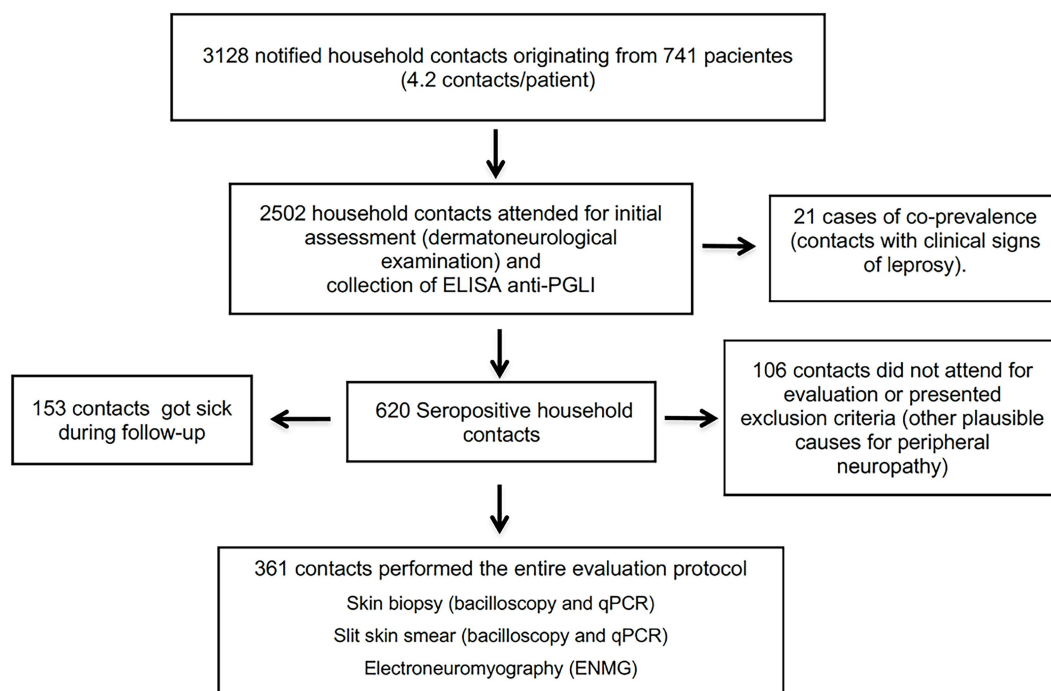 3128 notified household contacts originating from 741 pacientes
(4.2 contacts/patient)
2502 household contacts attended for initial
assessment (dermatoneurological
examination) and
collection of ELISA anti-PGLI
21 cases of co-prevalence
(contacts with clinical signs
of leprosy).
153 contacts got sick
during follow-up
620 Seropositive household
contacts
106 contacts did not attend for
evaluation or presented
exclusion criteria (other plausible
causes for peripheral
neuropathy)
361 contacts performed the entire evaluation protocol
Skin biopsy (bacilloscopy and qPCR)
Slit skin smear (bacilloscopy and qPCR)
Electroneuromyography (ENMG)